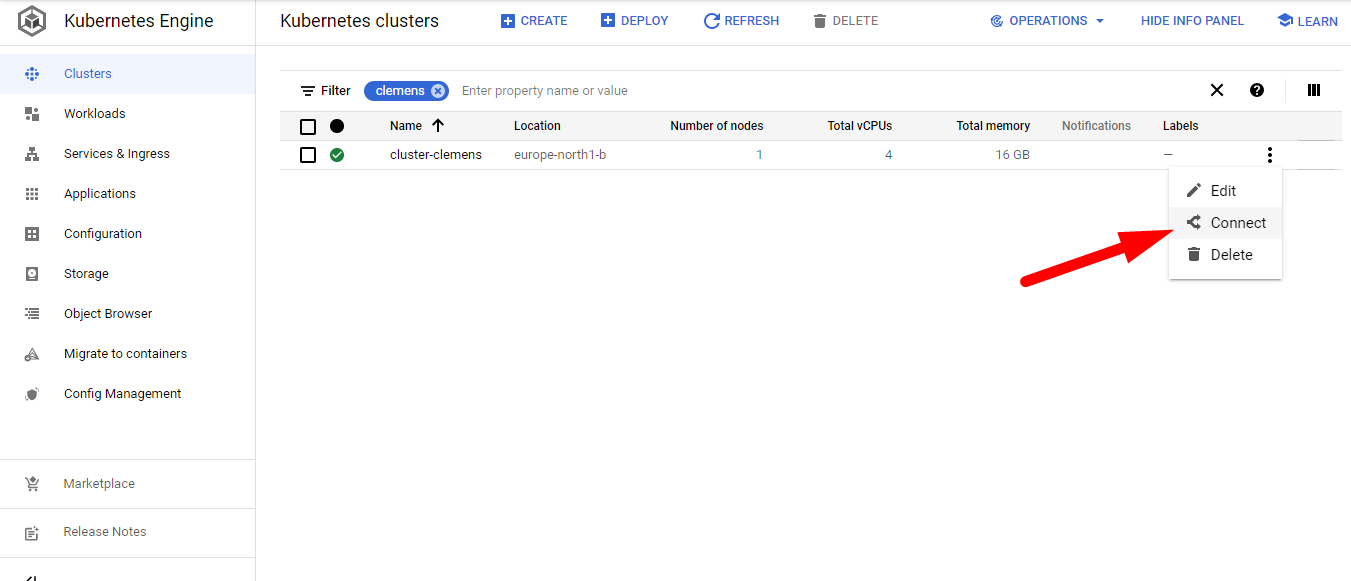 Kubernetes Engine
Clusters
Workloads
Services & Ingress
Applications
Configuration
Storage
Object Browser
Migrate to containers
Config Management
Marketplace
Release Notes
Kubernetes clusters CREATE DEPLOY REFRESH DELETE OPERATIONS HIDE INFO PANEL LEARN
Filter clemens Enter property name or value
Name Location Number of nodes Total vCPUs Total memory Notifications Labels
cluster-clemens europe-north1-b 1 4 16 GB —
Edit
Connect
Delete